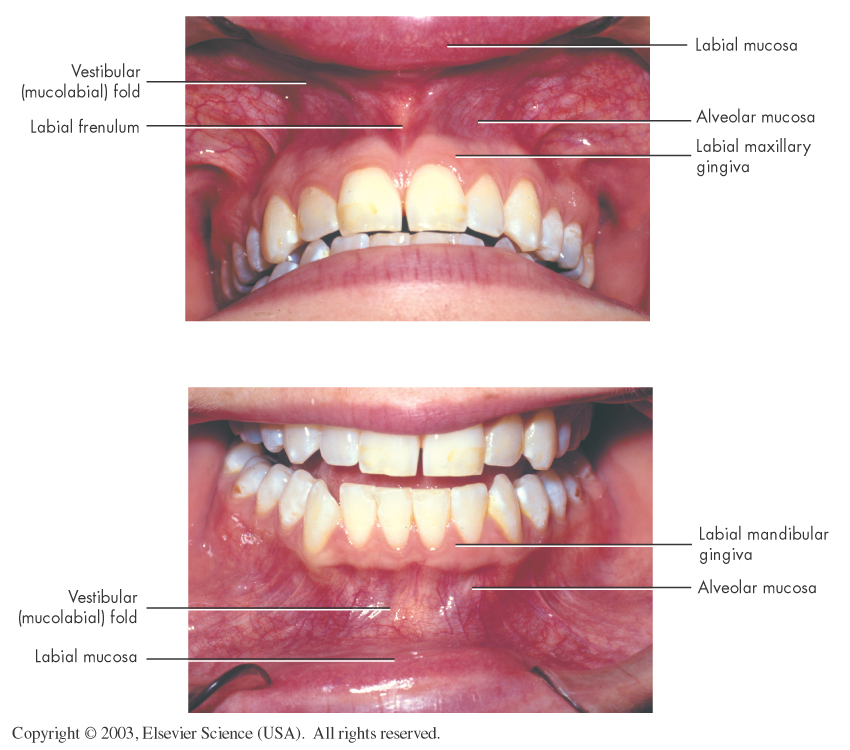 Labial mucosa
Vestibular
(mucolabial) fold
Labial frenulum
Alveolar mucosa
Labial maxillary
gingiva
Labial mandibular
gingiva
Alveolar mucosa
Vestibular
(mucolabial) fold
Labial mucosa
Copyright © 2003, Elsevier Science (USA).  All rights reserved.